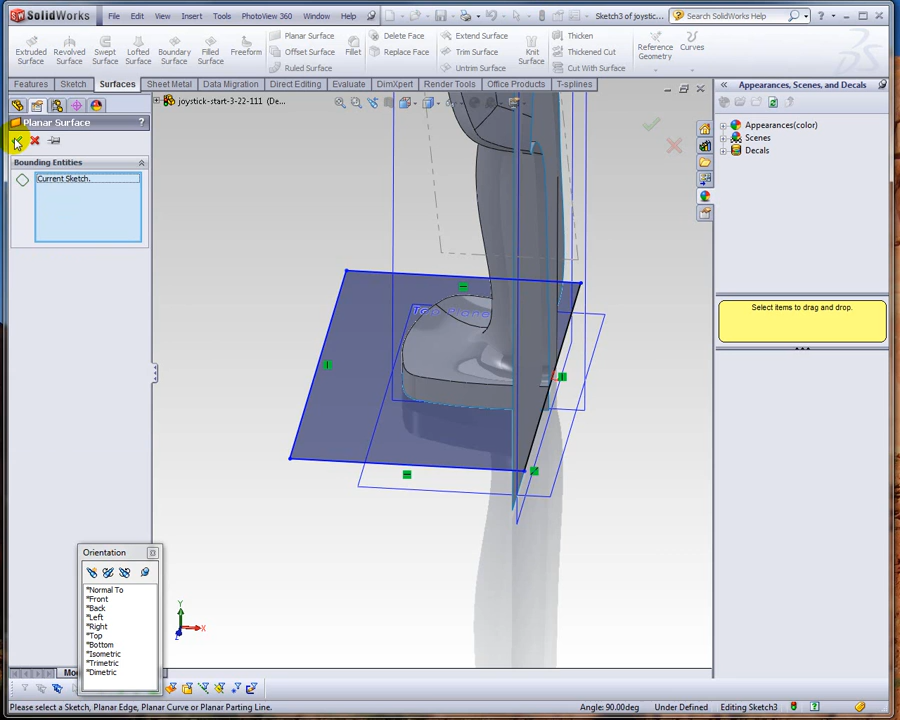 SolidWorks File Edit View Insert Tools PhotoView 360 Window Help Sketch3 of joystic... Search SolidWorks Help
Extruded Surface
Revolved Surface
Swept Surface
Lofted Surface
Boundary Surface
Filled Surface
Freeform
Planar Surface
Offset Surface
Ruled Surface
Fillet
Delete Face
Replace Face
Extend Surface
Trim Surface
Untrim Surface
Knit Surface
Thicken
Thickened Cut
Cut With Surface
Reference Geometry
Curves
Features Sketch Surfaces Sheet Metal Data Migration Direct Editing Evaluate DimXpert Render Tools Office Products T-splines
joystick-start-3-22-111 (De...
Appearances, Scenes, and Decals
Planar Surface ?
Bounding Entities
Current Sketch.
Appearances(color)
Scenes
Decals
Select items to drag and drop.
Top Plane
Orientation
*Normal To
*Front
*Back
*Left
*Right
*Top
*Bottom
*Isometric
*Trimetric
*Dimetric
Y
X
Z
Please select a Sketch, Planar Edge, Planar Curve or Planar Parting Line. Angle: 90.00deg Under Defined Editing Sketch3